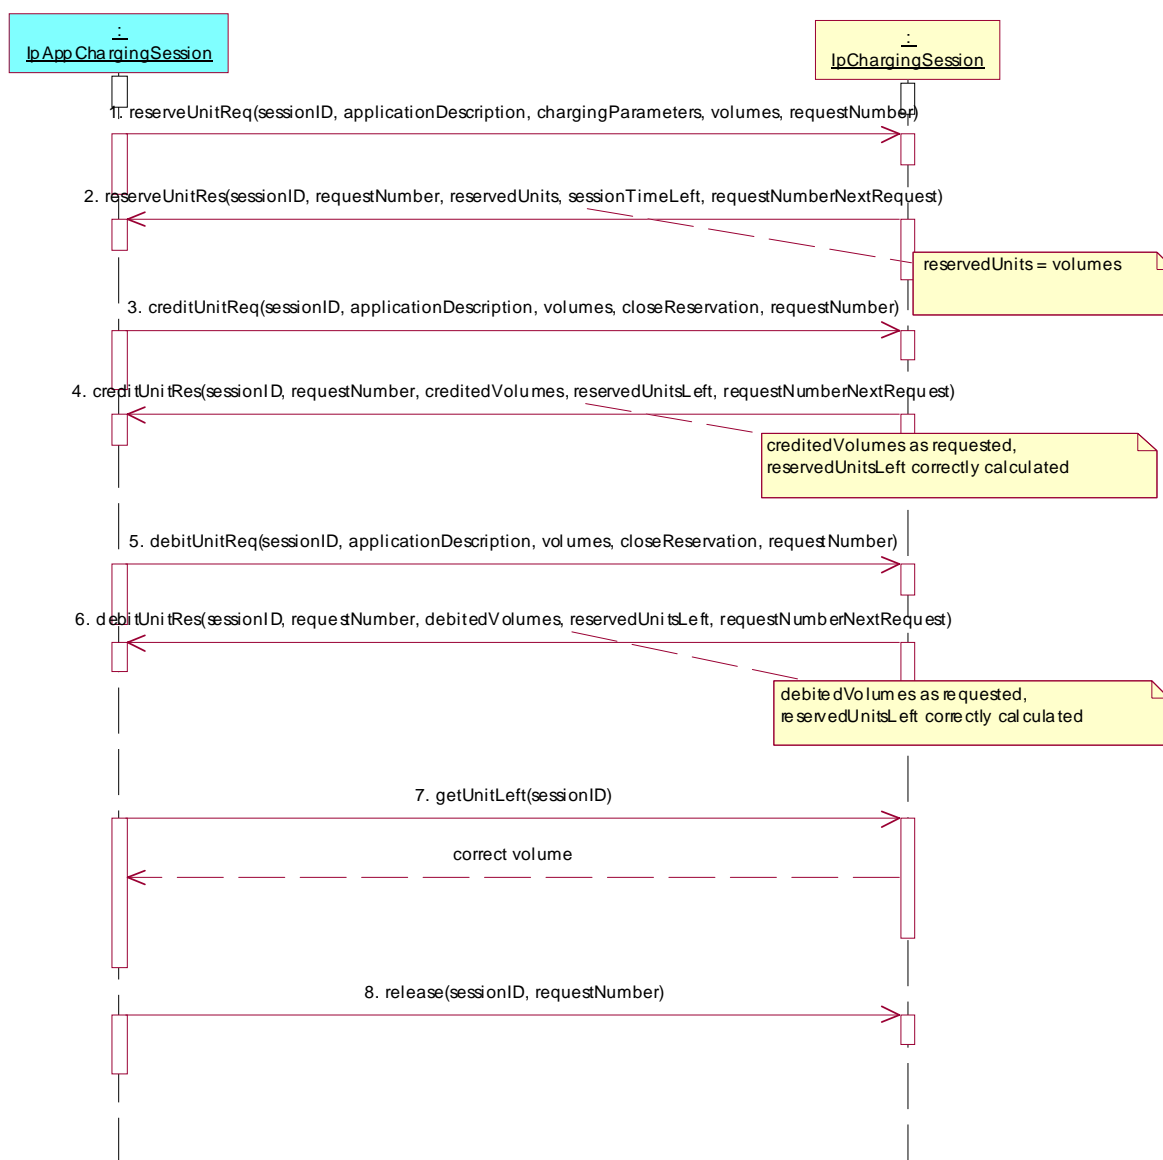 :
IpAppChargingSession
:
IpChargingSession
1. reserveUnitReq(sessionID, applicationDescription, chargingParameters, volumes, requestNumber)
2. reserveUnitRes(sessionID, requestNumber, reservedUnits, sessionTimeLeft, requestNumberNextRequest)
reservedUnits = volumes
3. creditUnitReq(sessionID, applicationDescription, volumes, closeReservation, requestNumber)
4. creditUnitRes(sessionID, requestNumber, creditedVolumes, reservedUnitsLeft, requestNumberNextRequest)
creditedVolumes as requested,
reservedUnitsLeft correctly calculated
5. debitUnitReq(sessionID, applicationDescription, volumes, closeReservation, requestNumber)
6. debitUnitRes(sessionID, requestNumber, debitedVolumes, reservedUnitsLeft, requestNumberNextRequest)
debitedVolumes as requested,
reservedUnitsLeft correctly calculated
7. getUnitLeft(sessionID)
correct volume
8. release(sessionID, requestNumber)